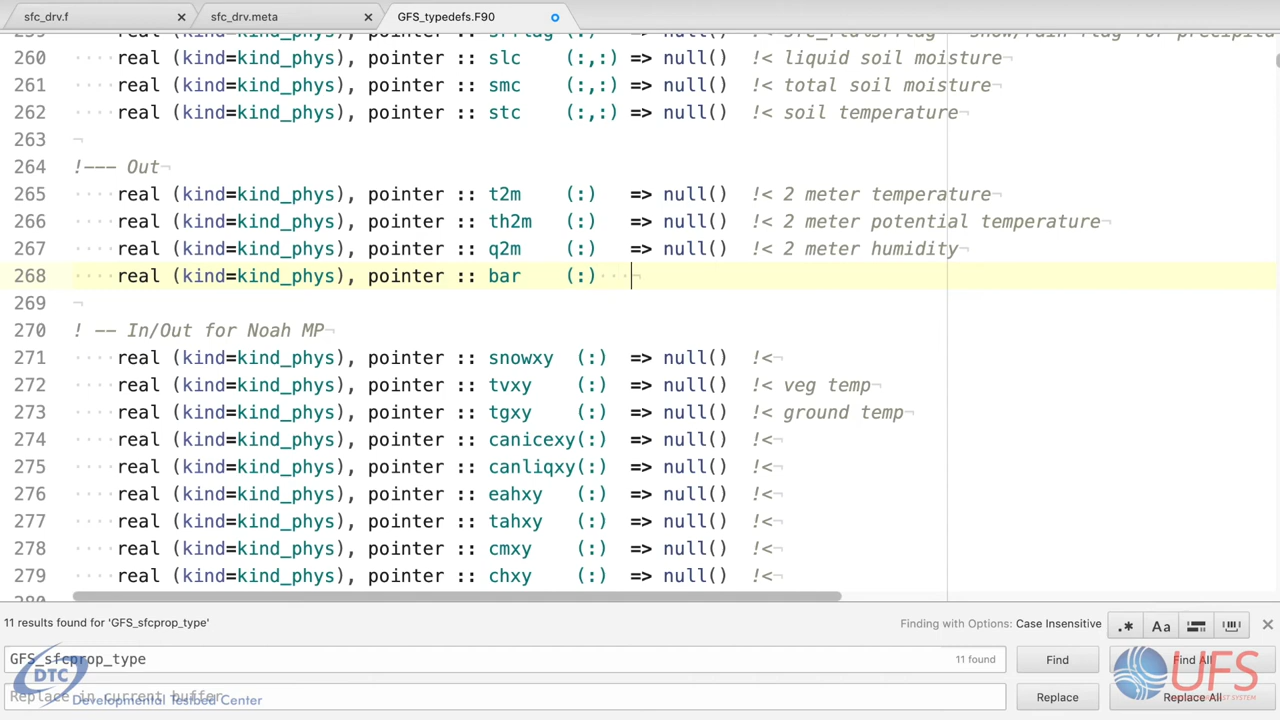 sfc_drv.f
sfc_drv.meta
GFS_typedefs.F90
260 real (kind=kind_phys), pointer :: slc (:,:) => null() !< liquid soil moisture¬
261 real (kind=kind_phys), pointer :: smc (:,:) => null() !< total soil moisture¬
262 real (kind=kind_phys), pointer :: stc (:,:) => null() !< soil temperature¬
263 ¬
264 !--- Out¬
265 real (kind=kind_phys), pointer :: t2m (:) => null() !< 2 meter temperature¬
266 real (kind=kind_phys), pointer :: th2m (:) => null() !< 2 meter potential temperature¬
267 real (kind=kind_phys), pointer :: q2m (:) => null() !< 2 meter humidity¬
268 real (kind=kind_phys), pointer :: bar (:) ¬
269 ¬
270 ! -- In/Out for Noah MP¬
271 real (kind=kind_phys), pointer :: snowxy (:) => null() !<¬
272 real (kind=kind_phys), pointer :: tvxy (:) => null() !< veg temp¬
273 real (kind=kind_phys), pointer :: tgxy (:) => null() !< ground temp¬
274 real (kind=kind_phys), pointer :: canicexy(:) => null() !<¬
275 real (kind=kind_phys), pointer :: canliqxy(:) => null() !<¬
276 real (kind=kind_phys), pointer :: eahxy (:) => null() !<¬
277 real (kind=kind_phys), pointer :: tahxy (:) => null() !<¬
278 real (kind=kind_phys), pointer :: cmxy (:) => null() !<¬
279 real (kind=kind_phys), pointer :: chxy (:) => null() !<¬
11 results found for 'GFS_sfcprop_type'
Finding with Options: Case Insensitive
.* Aa
GFS_sfcprop_type 11 found
Find
Find All
Replace in current buffer
Replace
Replace All
DTC
Developmental Testbed Center
UFS